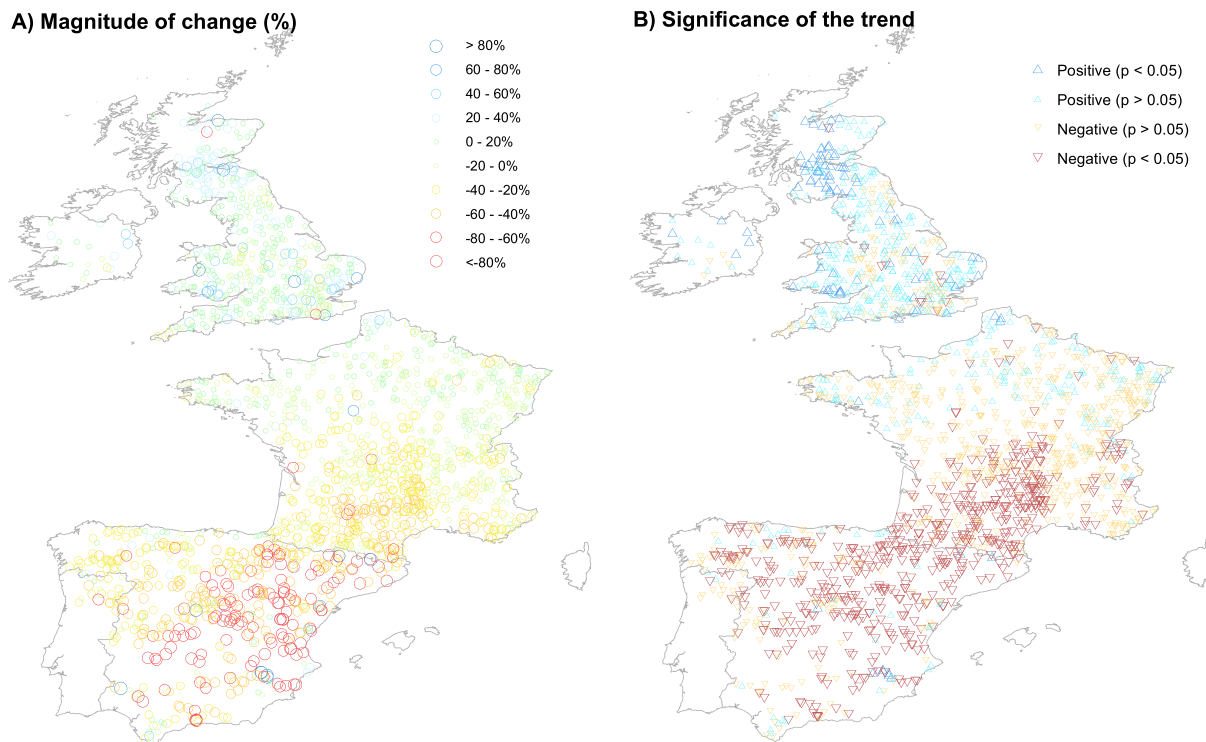 A) Magnitude of change (%)
> 80%
60 - 80%
40 - 60%
20 - 40%
0 - 20%
-20 - 0%
-40 - -20%
-60 - -40%
-80 - -60%
<-80%
B) Significance of the trend
Positive (p < 0.05)
Positive (p > 0.05)
Negative (p > 0.05)
Negative (p < 0.05)